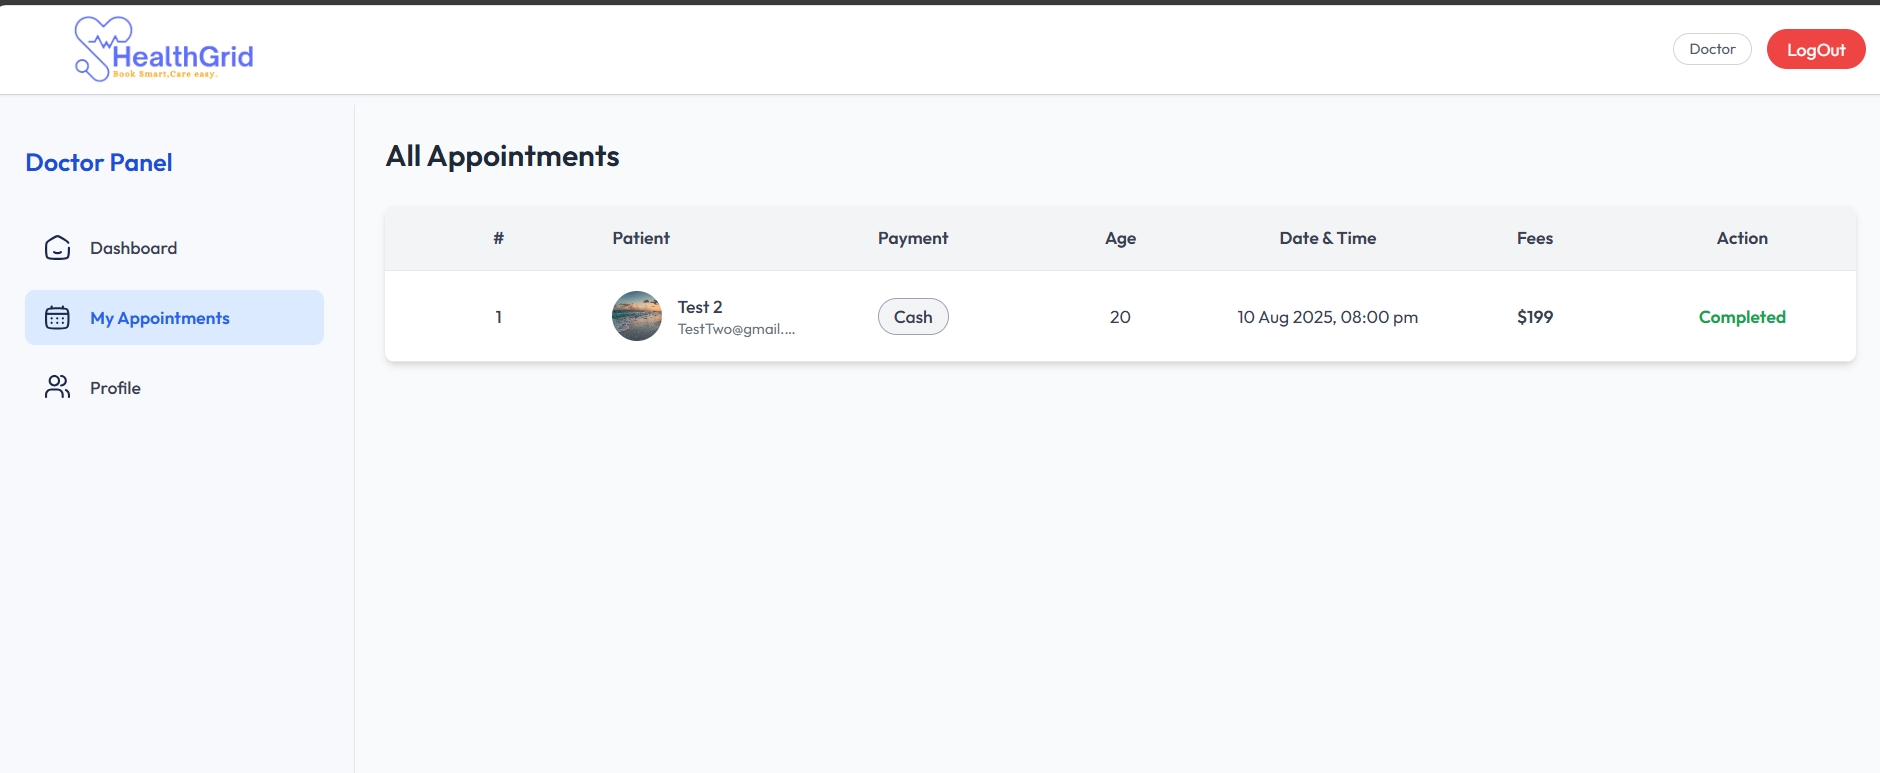 HealthGrid
Book Smart,Care easy.
Doctor
LogOut
Doctor Panel
Dashboard
My Appointments
Profile
All Appointments
# Patient Payment Age Date & Time Fees Action
1 Test 2 Cash 20 10 Aug 2025, 08:00 pm $199 Completed
TestTwo@gmail....